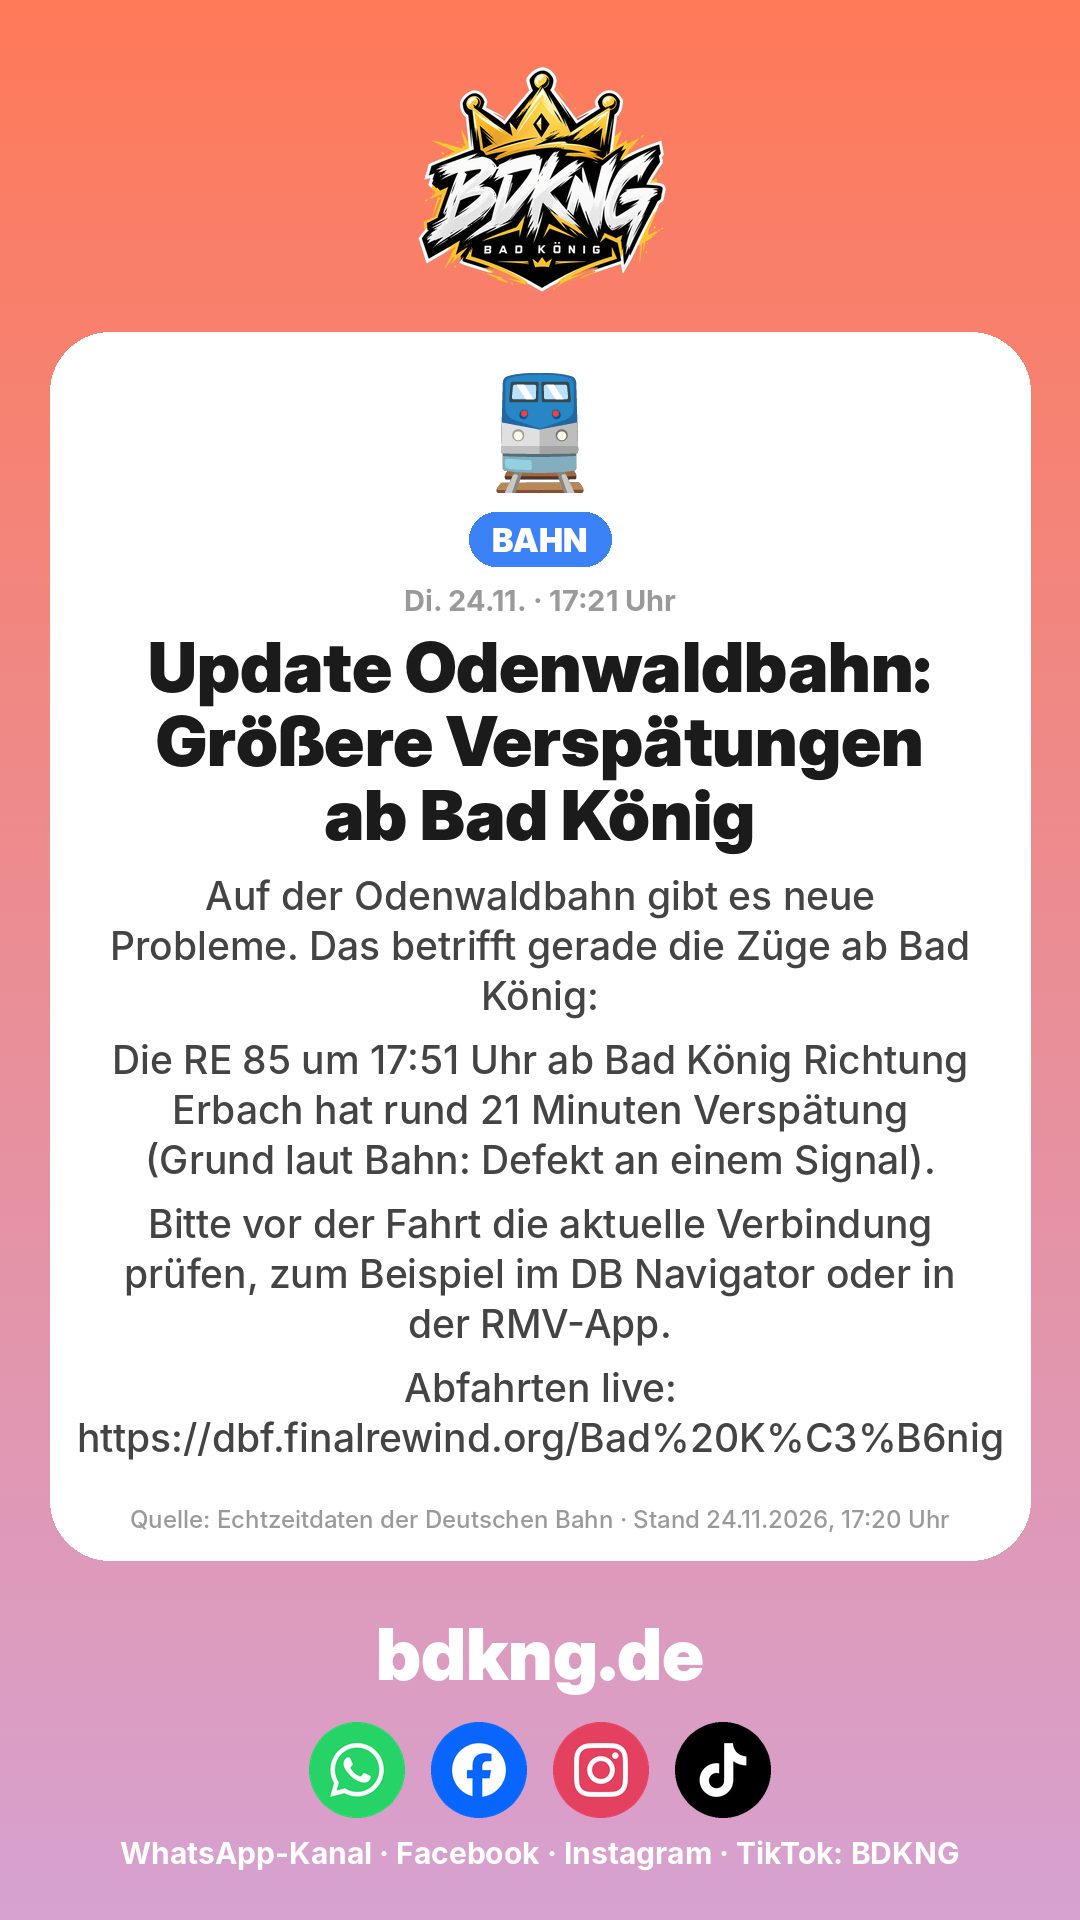 BDKNG
BAD KÖNIG
BAHN
Di. 24.11. · 17:21 Uhr
Update Odenwaldbahn:
Größere Verspätungen
ab Bad König
Auf der Odenwaldbahn gibt es neue
Probleme. Das betrifft gerade die Züge ab Bad
König:
Die RE 85 um 17:51 Uhr ab Bad König Richtung
Erbach hat rund 21 Minuten Verspätung
(Grund laut Bahn: Defekt an einem Signal).
Bitte vor der Fahrt die aktuelle Verbindung
prüfen, zum Beispiel im DB Navigator oder in
der RMV-App.
Abfahrten live:
https://dbf.finalrewind.org/Bad%20K%C3%B6nig
Quelle: Echtzeitdaten der Deutschen Bahn · Stand 24.11.2026, 17:20 Uhr
bdkng.de
WhatsApp-Kanal · Facebook · Instagram · TikTok: BDKNG